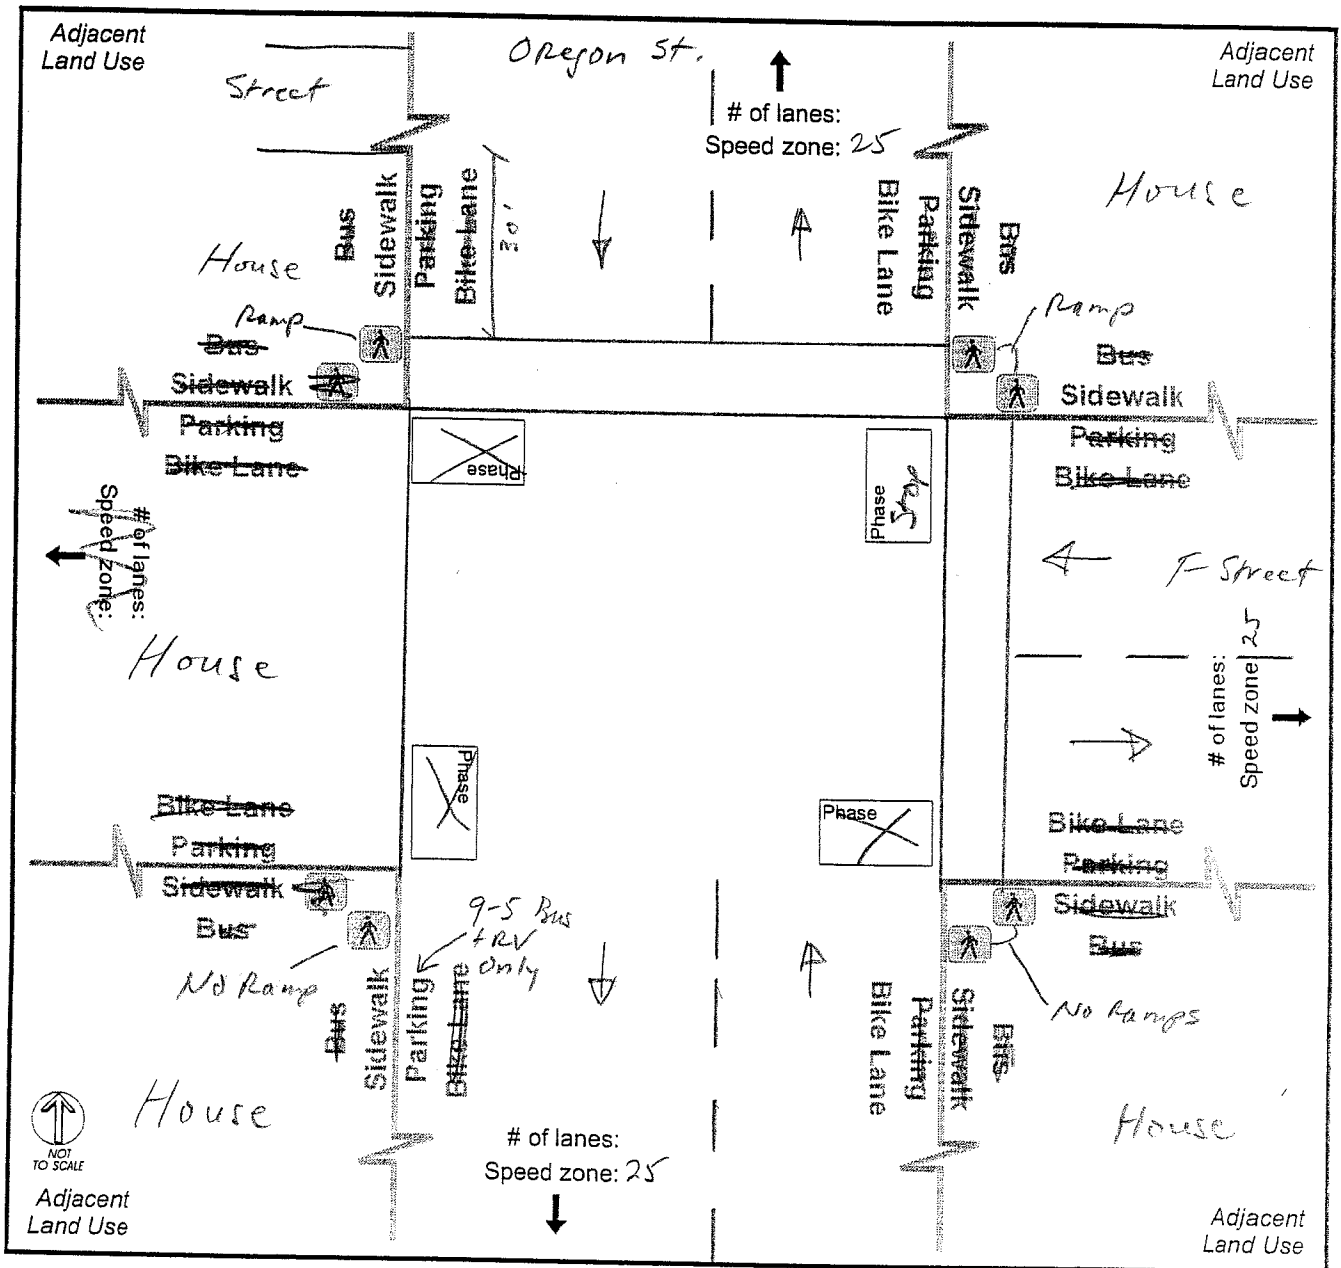 Adjacent
Land Use
Oregon St.
Adjacent
Land Use
Street
# of lanes:
Speed zone: 25
House
House
Bus
Sidewalk
Parking
Bike Lane
30'
Bike Lane
Parking
Sidewalk
Bus
Ramp
Ramp
Bus
Sidewalk
Parking
Bike Lane
Bus
Sidewalk
Parking
Bike Lane
Phase
Phase
Stop
# of lanes:
Speed zone:
F Street
House
# of lanes:
Speed zone: 25
Phase
Phase
Bike Lane
Parking
Sidewalk
Bus
Bike Lane
Parking
Sidewalk
Bus
9-5 Bus
+ RV
Only
No Ramp
No Ramps
Bus
Sidewalk
Parking
Bike Lane
Bike Lane
Parking
Sidewalk
Bus
House
House
NOT
TO SCALE
# of lanes:
Speed zone: 25
Adjacent
Land Use
Adjacent
Land Use